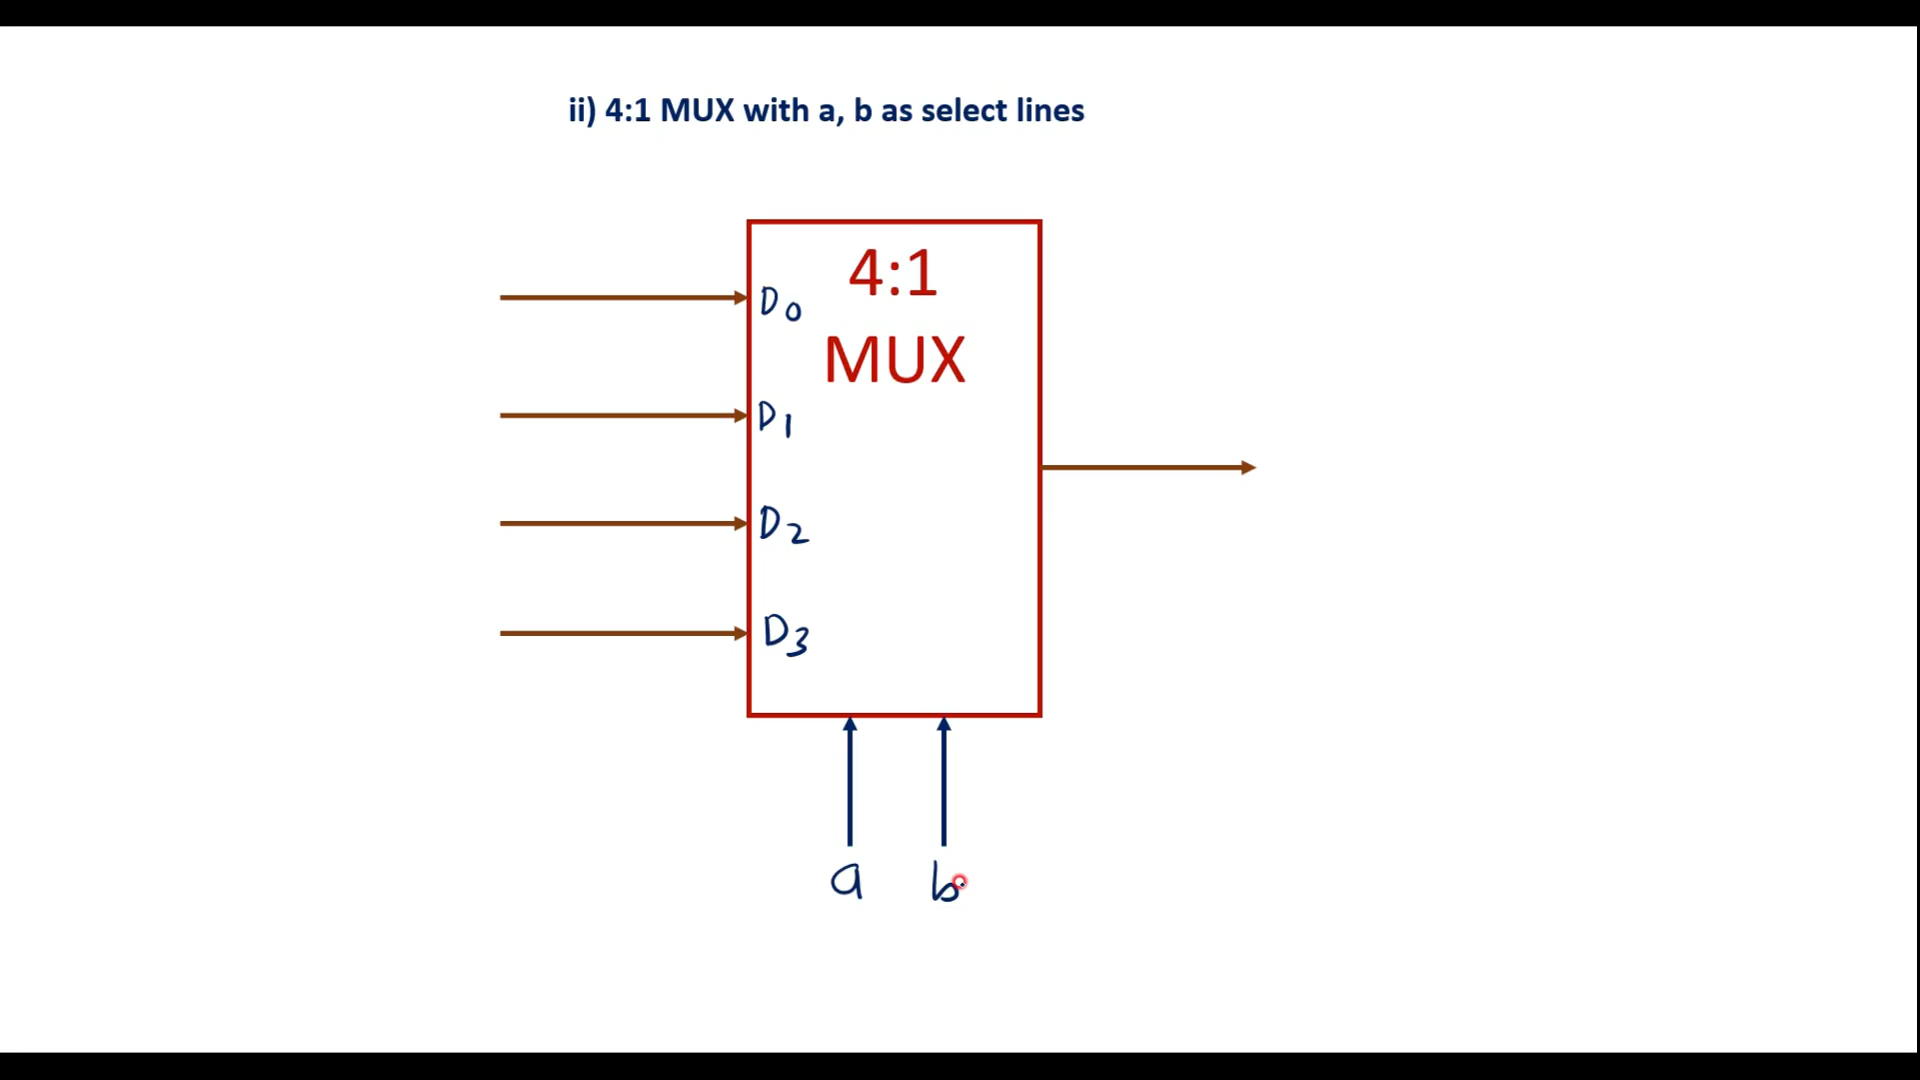 ii) 4:1 MUX with a, b as select lines
4:1
MUX
D0
D1
D2
D3
a b